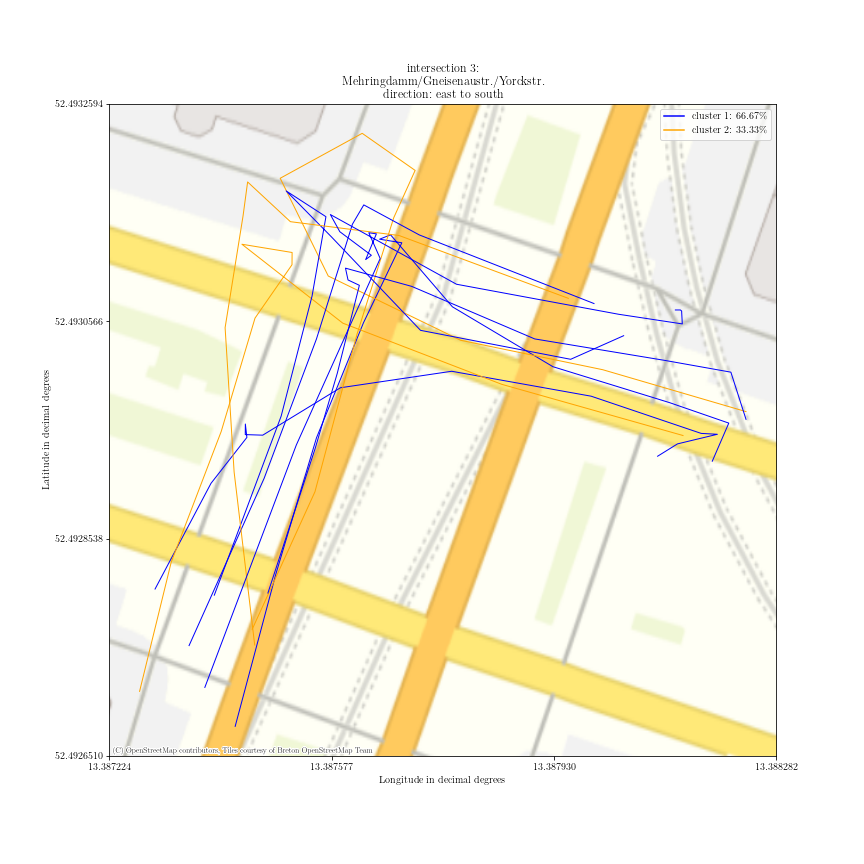 intersection 3:
Mehringdamm/Gneisenaustr./Yorckstr.
direction: east to south
52.4932594
cluster 1: 66.67%
cluster 2: 33.33%
52.4930566
Latitude in decimal degrees
52.4928538
52.4926510
(C) OpenStreetMap contributors, Tiles courtesy of Breton OpenStreetMap Team
13.387224
13.387577
13.387930
13.388282
Longitude in decimal degrees